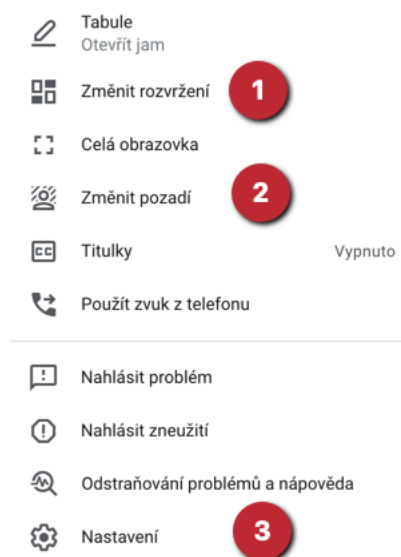 Tabule
Otevřít jam
Změnit rozvržení 1
Celá obrazovka
Změnit pozadí 2
CC Titulky Vypnuto
Použít zvuk z telefonu
Nahlásit problém
Nahlásit zneužití
Odstraňování problémů a nápověda
Nastavení 3